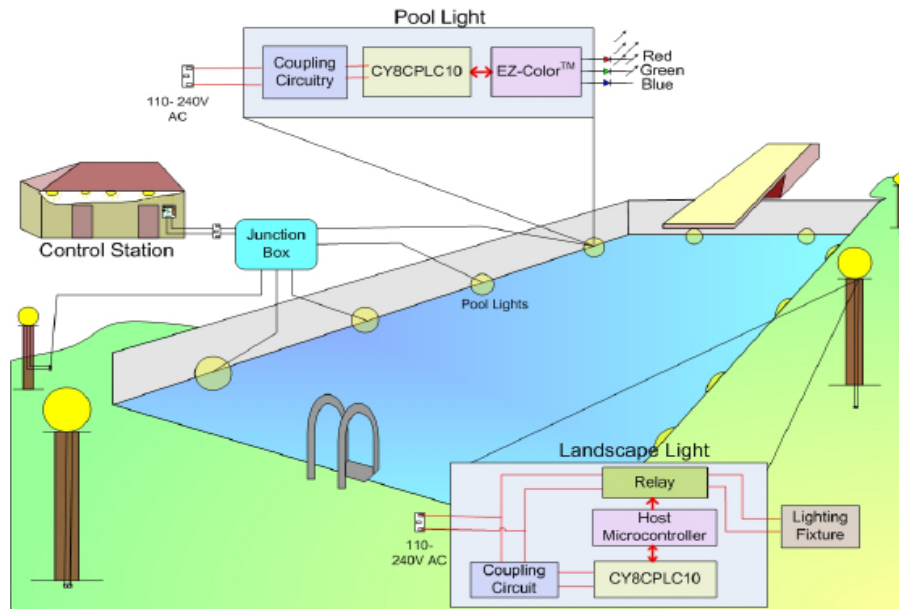 Pool Light
Coupling
Circuitry
CY8CPLC10
EZ-Color™
Red
Green
Blue
110- 240V
AC
Control Station
Junction
Box
Pool Lights
Landscape Light
Relay
Host
Microcontroller
Lighting
Fixture
110-
240V AC
Coupling
Circuit
CY8CPLC10